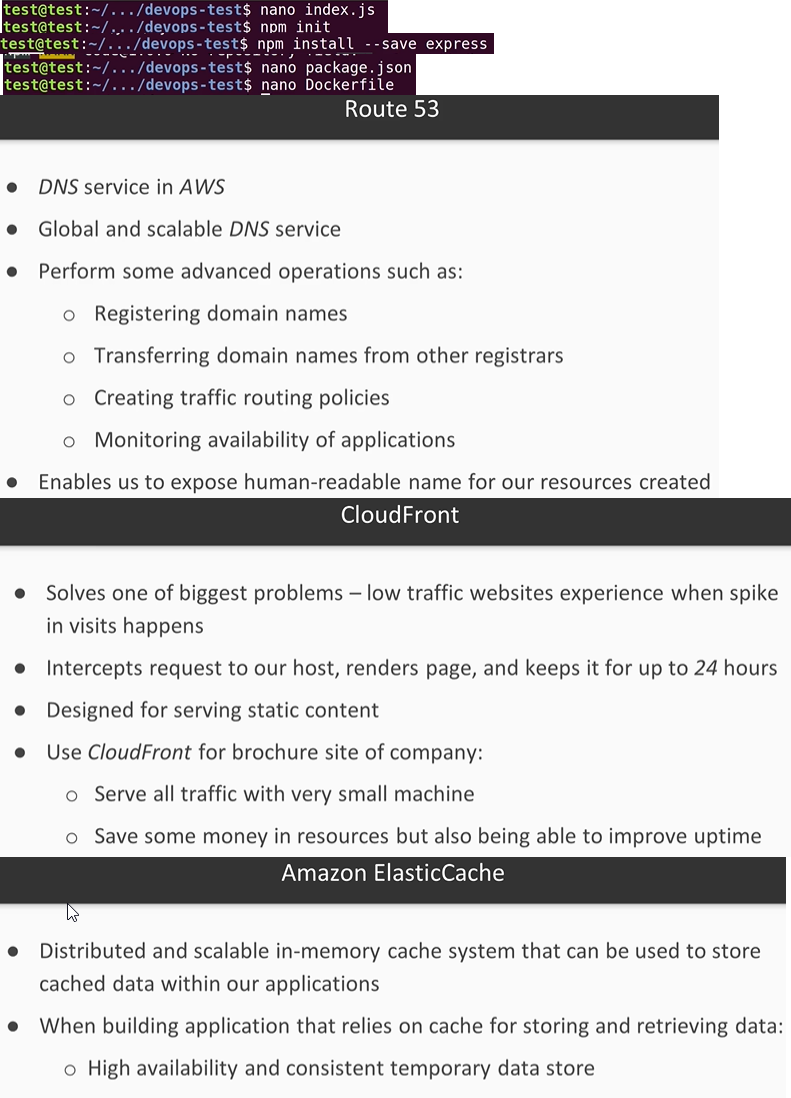 test@test:~/.../devops-test$ nano index.js
test@test:~/.../devops-test$ npm init
test@test:~/.../devops-test$ npm install --save express
test@test:~/.../devops-test$ nano package.json
test@test:~/.../devops-test$ nano Dockerfile
Route 53
● DNS service in AWS
● Global and scalable DNS service
● Perform some advanced operations such as:
○ Registering domain names
○ Transferring domain names from other registrars
○ Creating traffic routing policies
○ Monitoring availability of applications
● Enables us to expose human-readable name for our resources created
CloudFront
● Solves one of biggest problems – low traffic websites experience when spike
in visits happens
● Intercepts request to our host, renders page, and keeps it for up to 24 hours
● Designed for serving static content
● Use CloudFront for brochure site of company:
○ Serve all traffic with very small machine
○ Save some money in resources but also being able to improve uptime
Amazon ElasticCache
● Distributed and scalable in-memory cache system that can be used to store
cached data within our applications
● When building application that relies on cache for storing and retrieving data:
○ High availability and consistent temporary data store